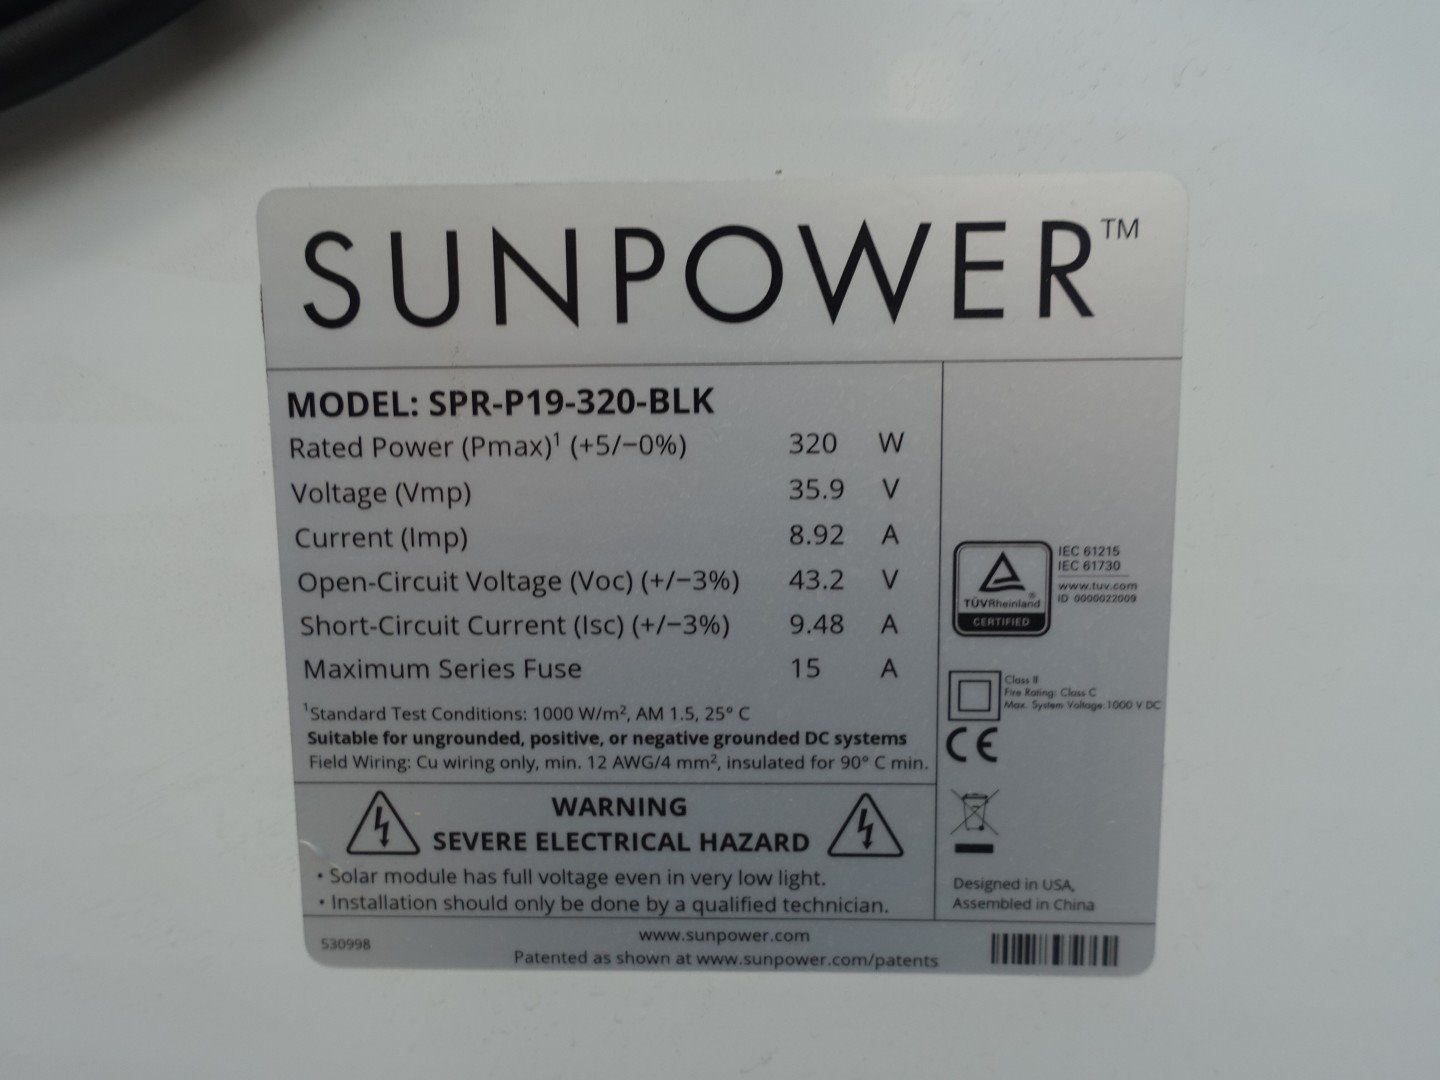 SUNPOWER™
MODEL: SPR-P19-320-BLK
Rated Power (Pmax)¹ (+5/−0%) 320 W
Voltage (Vmp) 35.9 V
Current (Imp) 8.92 A
Open-Circuit Voltage (Voc) (+/−3%) 43.2 V
Short-Circuit Current (Isc) (+/−3%) 9.48 A
Maximum Series Fuse 15 A
¹Standard Test Conditions: 1000 W/m², AM 1.5, 25° C
Suitable for ungrounded, positive, or negative grounded DC systems
Field Wiring: Cu wiring only, min. 12 AWG/4 mm², insulated for 90° C min.
WARNING
SEVERE ELECTRICAL HAZARD
• Solar module has full voltage even in very low light.
• Installation should only be done by a qualified technician.
TÜVRheinland®
CERTIFIED
IEC 61215
IEC 61730
www.tuv.com
ID 0000022009
Class II
Fire Rating: Class C
Max. System Voltage: 1000 V DC
CE
Designed in USA,
Assembled in China
530998
www.sunpower.com
Patented as shown at www.sunpower.com/patents